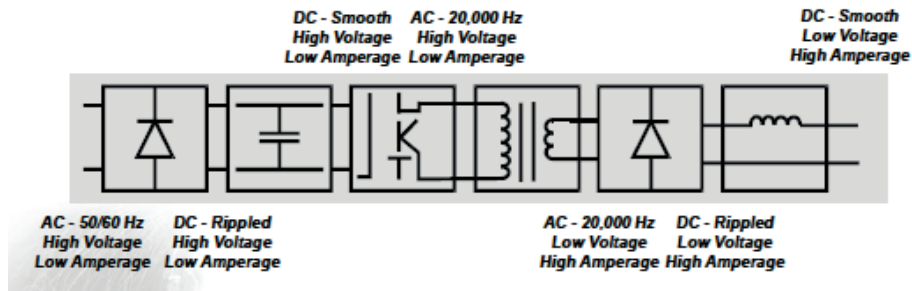 DC - Smooth
High Voltage
Low Amperage
AC - 20,000 Hz
High Voltage
Low Amperage
DC - Smooth
Low Voltage
High Amperage
AC - 50/60 Hz
High Voltage
Low Amperage
DC - Rippled
High Voltage
Low Amperage
AC - 20,000 Hz
Low Voltage
High Amperage
DC - Rippled
Low Voltage
High Amperage